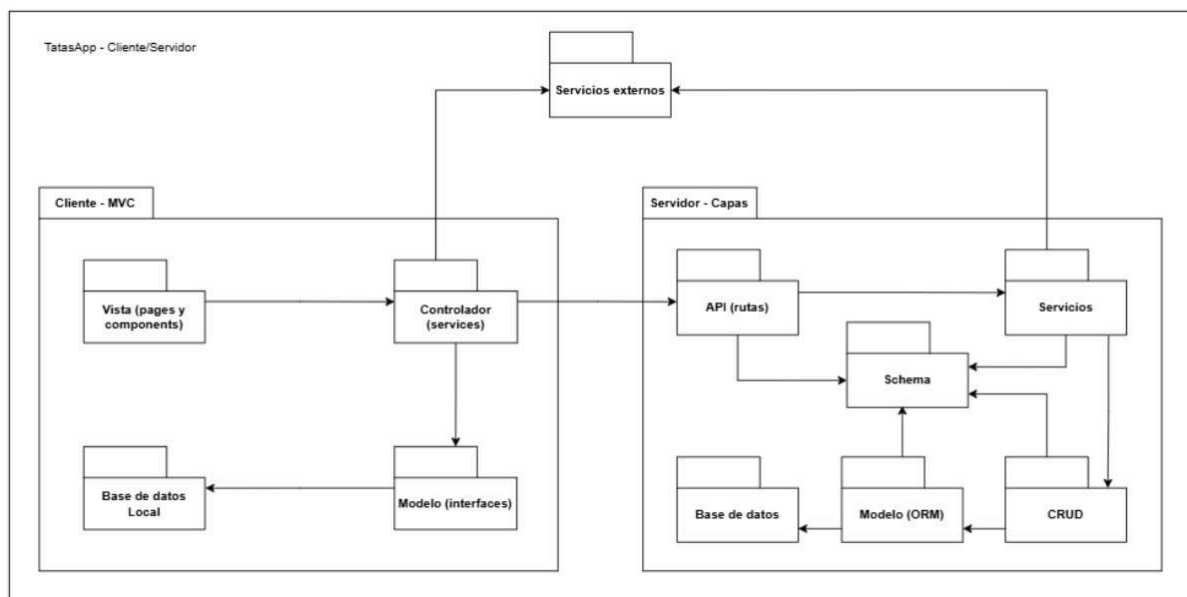 TatasApp - Cliente/Servidor
Servicios externos
Cliente - MVC
Vista (pages y
components)
Controlador
(services)
Base de datos
Local
Modelo (interfaces)
Servidor - Capas
API (rutas)
Servicios
Schema
Base de datos
Modelo (ORM)
CRUD